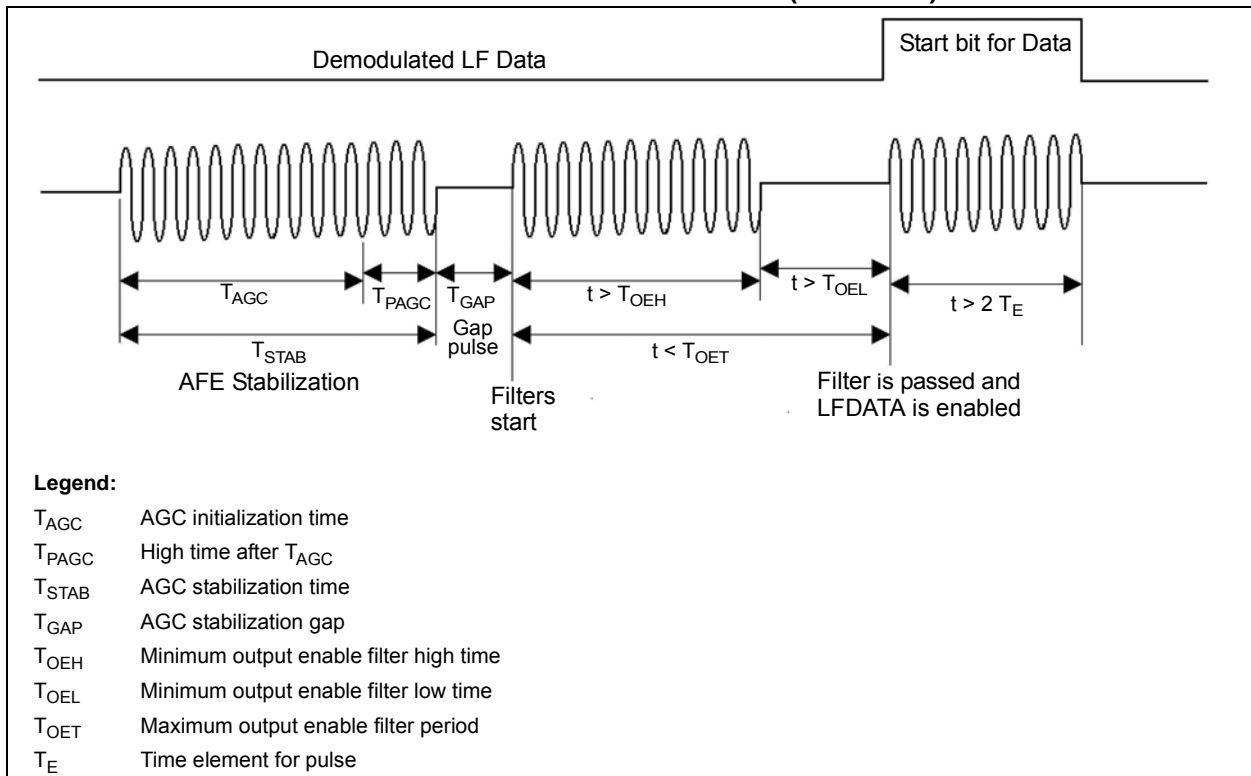 Start bit for Data
Demodulated LF Data
TAGC
TPAGC
TGAP
t > TOEH
t > TOEL
t > 2 TE
Gap
pulse
TSTAB
t < TOET
AFE Stabilization
Filters
start
Filter is passed and
LFDATA is enabled
Legend:
TAGC AGC initialization time
TPAGC High time after TAGC
TSTAB AGC stabilization time
TGAP AGC stabilization gap
TOEH Minimum output enable filter high time
TOEL Minimum output enable filter low time
TOET Maximum output enable filter period
TE Time element for pulse